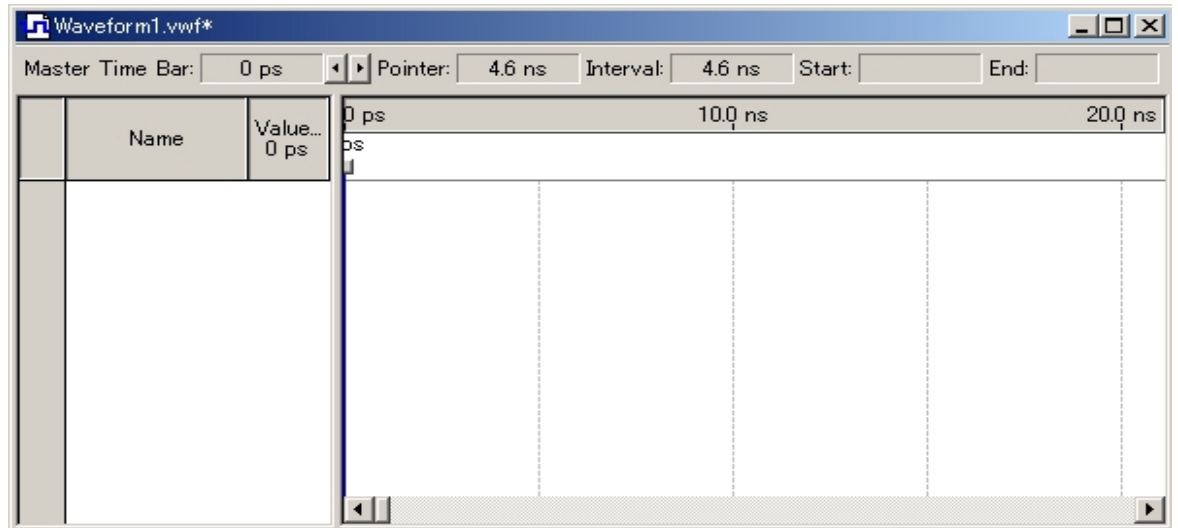 Waveform1.vwf*
Master Time Bar: 0 ps Pointer: 4.6 ns Interval: 4.6 ns Start: End:
Name Value... 0 ps
0 ps 10.0 ns 20.0 ns
ps